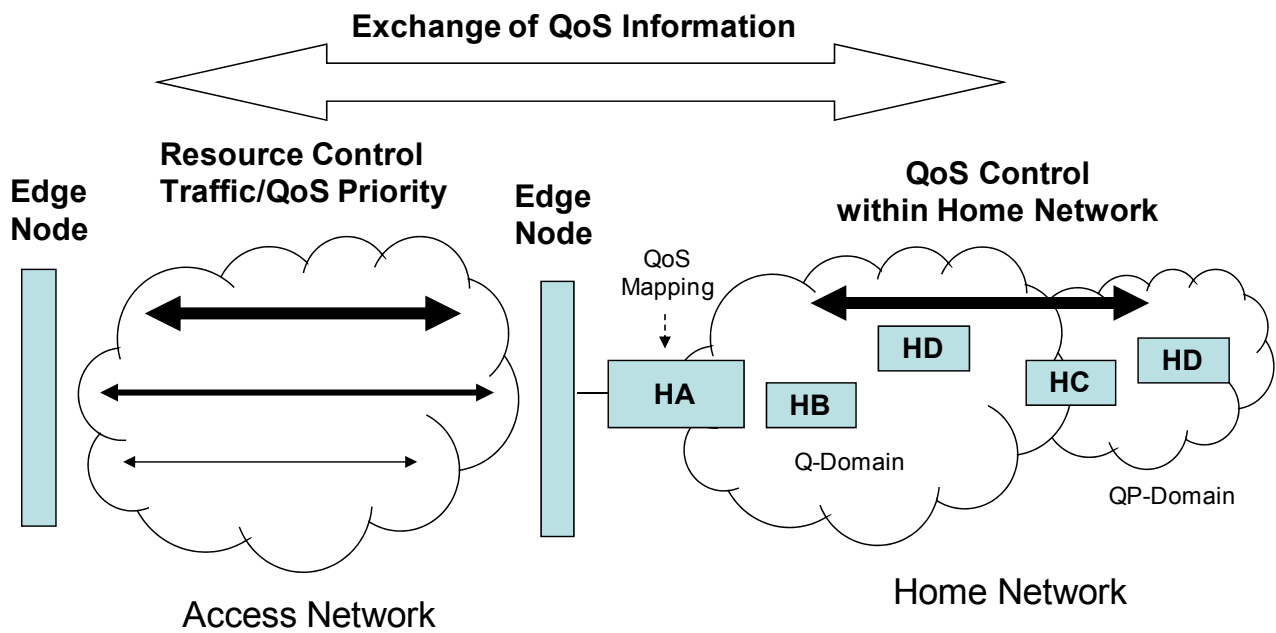 Exchange of QoS Information
Resource Control
Traffic/QoS Priority
Edge
Node
Edge
Node
QoS Control
within Home Network
QoS
Mapping
HD
HD
HA
HB
HC
Q-Domain
QP-Domain
Access Network
Home Network